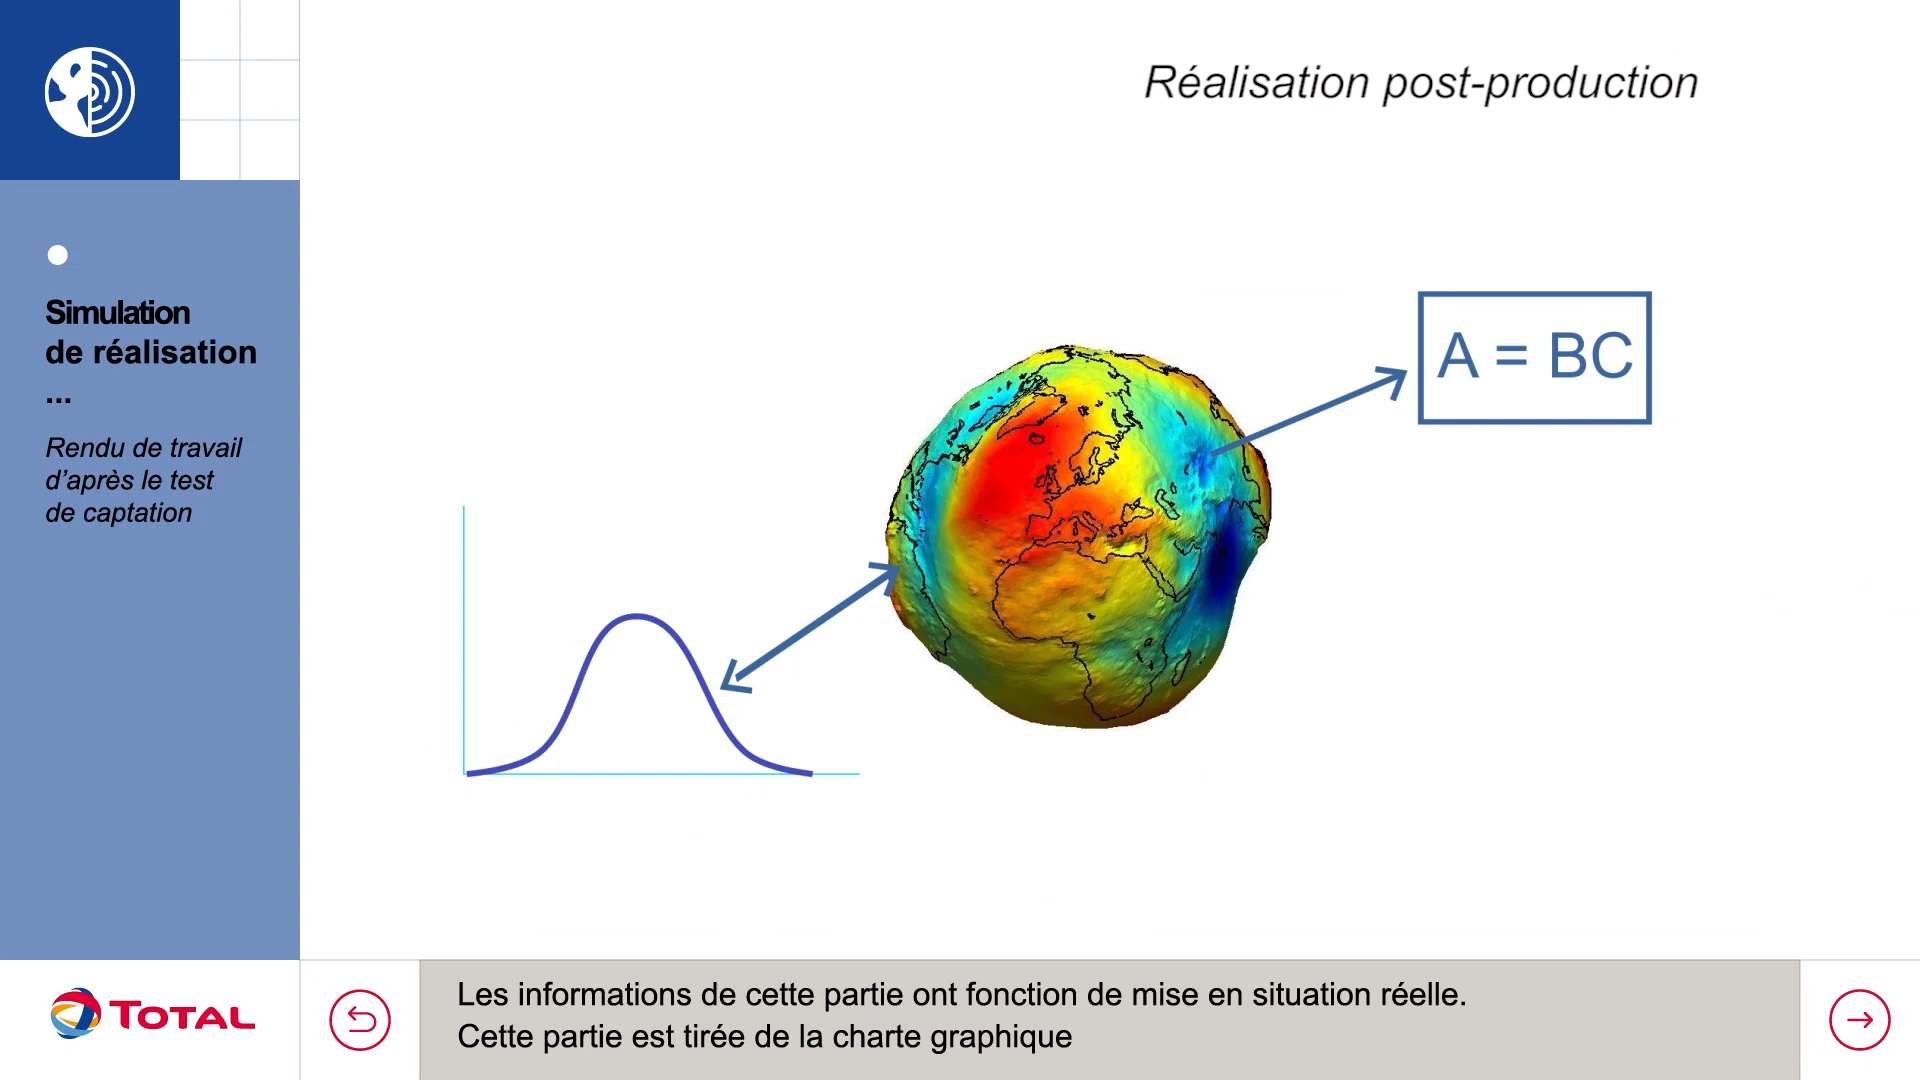 Réalisation post-production
Simulation
de réalisation
...
Rendu de travail
d’après le test
de captation
A = BC
TOTAL
Les informations de cette partie ont fonction de mise en situation réelle.
Cette partie est tirée de la charte graphique